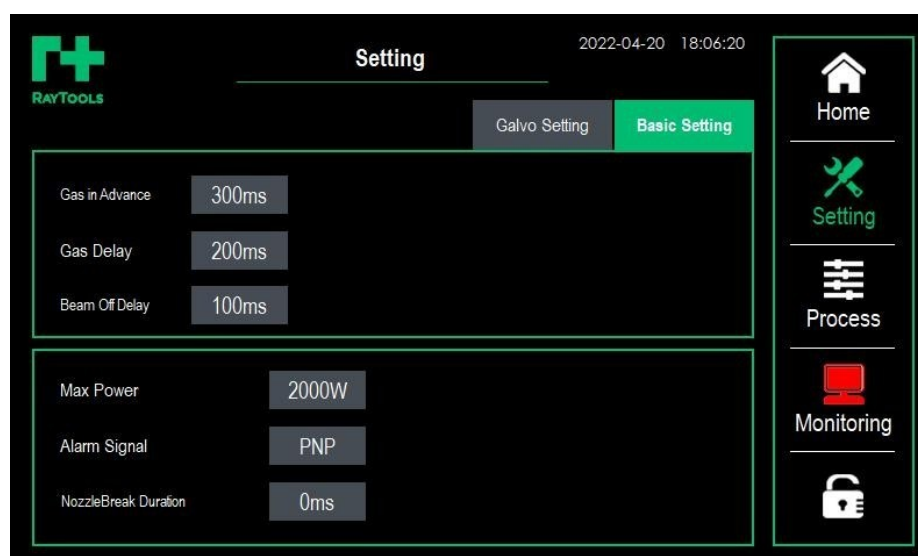 RAYTOOLS
Setting
2022-04-20 18:06:20
Galvo Setting
Basic Setting
Gas in Advance 300ms
Gas Delay 200ms
Beam Off Delay 100ms
Max Power 2000W
Alarm Signal PNP
NozzleBreak Duration 0ms
Home
Setting
Process
Monitoring